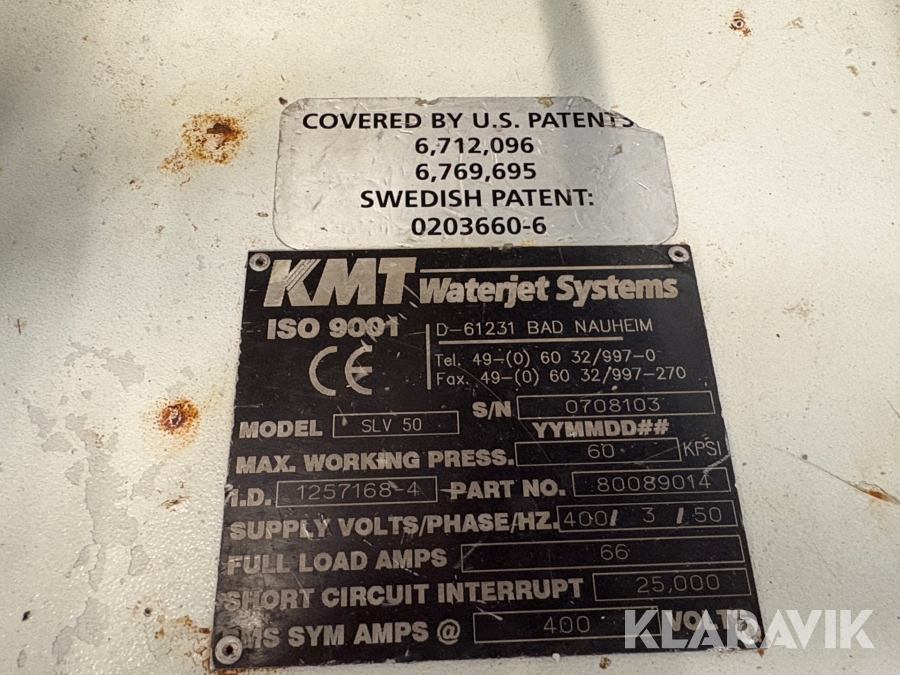 COVERED BY U.S. PATENTS
6,712,096
6,769,695
SWEDISH PATENT:
0203660-6
KMT Waterjet Systems
ISO 9001
D-61231 BAD NAUHEIM
CE
Tel. 49-(0) 60 32/997-0
Fax. 49-(0) 60 32/997-270
S/N 0708103
MODEL SLV 50 YYMMDD##
MAX. WORKING PRESS. 60 KPSI
I.D. 1257168-4 PART NO. 80089014
SUPPLY VOLTS/PHASE/HZ. 400/ 3 / 50
FULL LOAD AMPS 66
SHORT CIRCUIT INTERRUPT 25,000
RMS SYM AMPS @ 400 VOLTS
KLARAVIK